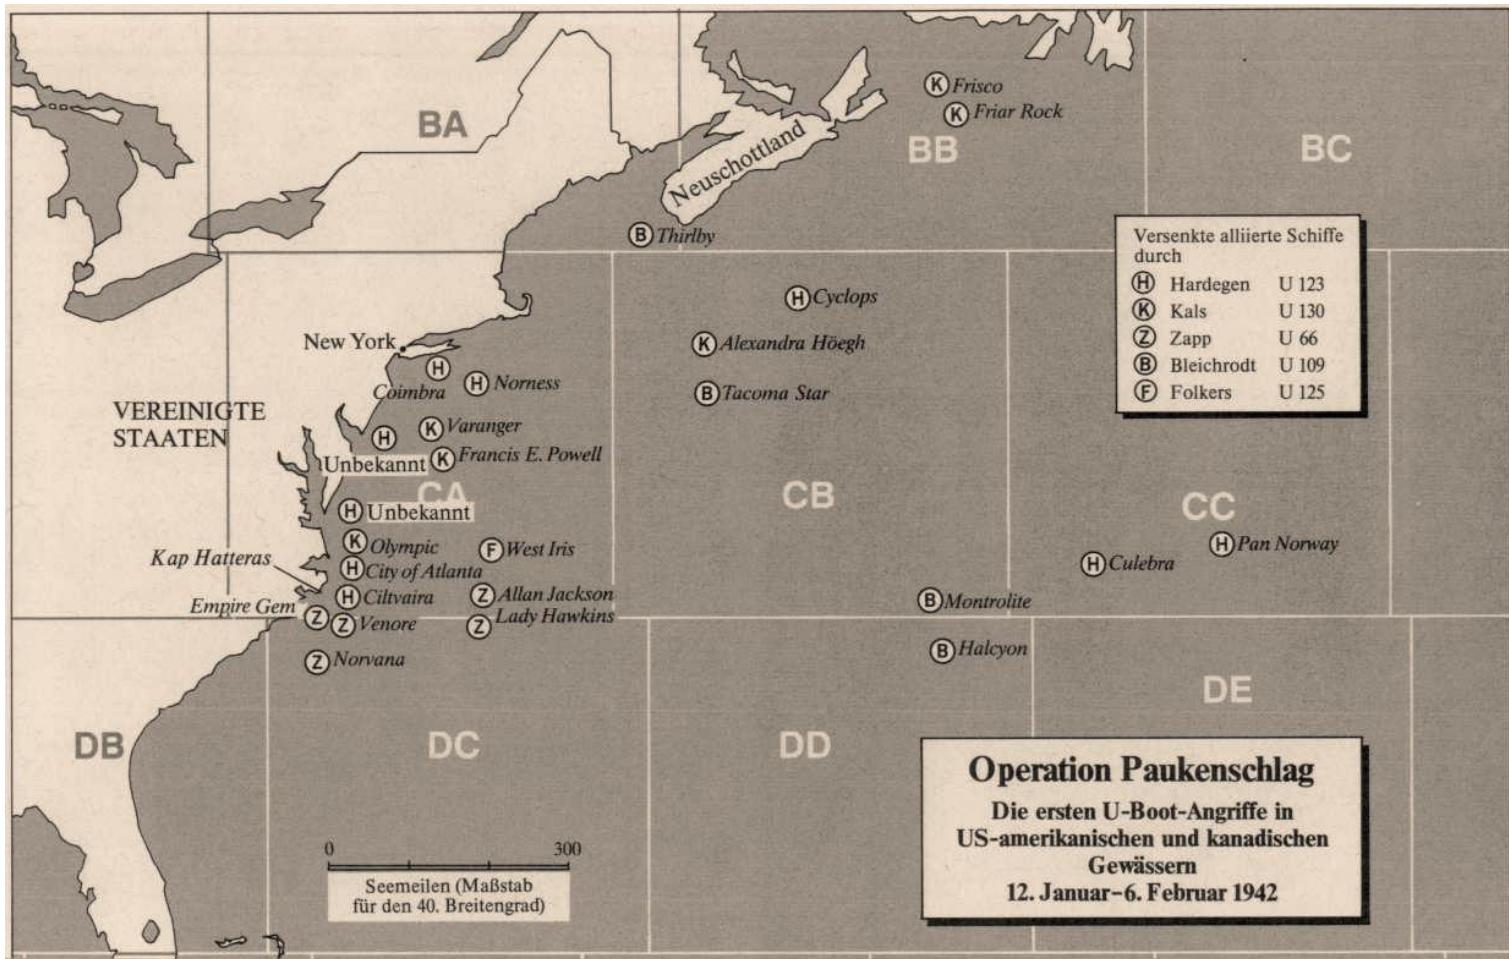 BA
BB
BC
K Frisco
K Friar Rock
Neuschottland
B Thirlby
Versenkte alliierte Schiffe
durch
H Hardegen U 123
K Kals U 130
Z Zapp U 66
B Bleichrodt U 109
F Folkers U 125
H Cyclops
New York
K Alexandra Höegh
H
Coimbra
H Norness
B Tacoma Star
VEREINIGTE
STAATEN
K Varanger
H
Unbekannt
K Francis E. Powell
CA
CB
CC
H Unbekannt
K Olympic
F West Iris
H Pan Norway
Kap Hatteras
H City of Atlanta
H Culebra
H Ciltvaira
Z Allan Jackson
B Montrolite
Empire Gem
Z
Z Venore
Z Lady Hawkins
Z Norvana
B Halcyon
DE
DB
DC
DD
Operation Paukenschlag
Die ersten U-Boot-Angriffe in
US-amerikanischen und kanadischen
Gewässern
12. Januar–6. Februar 1942
0 300
Seemeilen (Maßstab
für den 40. Breitengrad)